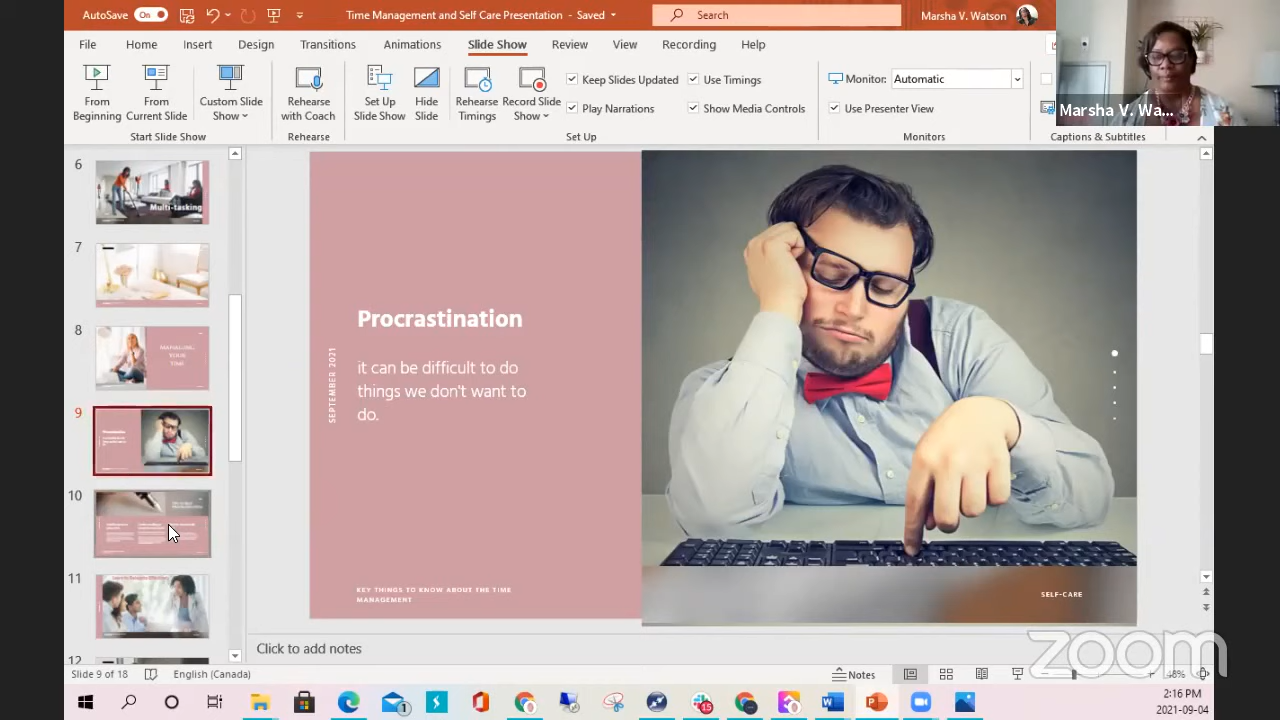 AutoSave On Time Management and Self Care Presentation - Saved Search Marsha V. Watson
File Home Insert Design Transitions Animations Slide Show Review View Recording Help
From Beginning
From Current Slide
Custom Slide Show
Rehearse with Coach
Set Up Slide Show
Hide Slide
Rehearse Timings
Record Slide Show
Keep Slides Updated
Play Narrations
Use Timings
Show Media Controls
Monitor: Automatic
Use Presenter View
Marsha V. Wa...
Start Slide Show Rehearse Set Up Monitors Captions & Subtitles
6
Multi-tasking
7
8
MANAGING
YOUR
TIME
9
Procrastination
10
11
12
Procrastination
it can be difficult to do
things we don't want to
do.
SEPTEMBER 2021
KEY THINGS TO KNOW ABOUT THE TIME
MANAGEMENT
SELF-CARE
Click to add notes
zoom
Slide 9 of 18 English (Canada) Notes
1
15
2:16 PM
2021-09-04